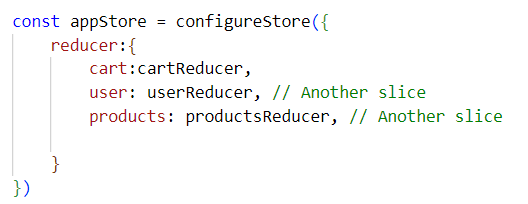 const appStore = configureStore({
    reducer:{
        cart:cartReducer,
        user: userReducer, // Another slice
        products: productsReducer, // Another slice
    }
})